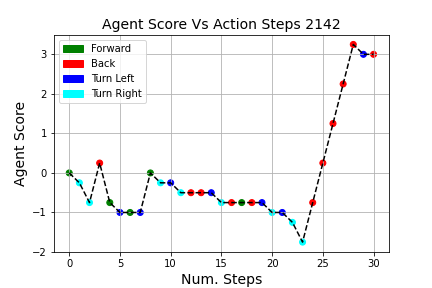 Agent Score Vs Action Steps 2142
Forward
Back
Turn Left
Turn Right
Agent Score
3
2
1
0
−1
−2
0 5 10 15 20 25 30
Num. Steps